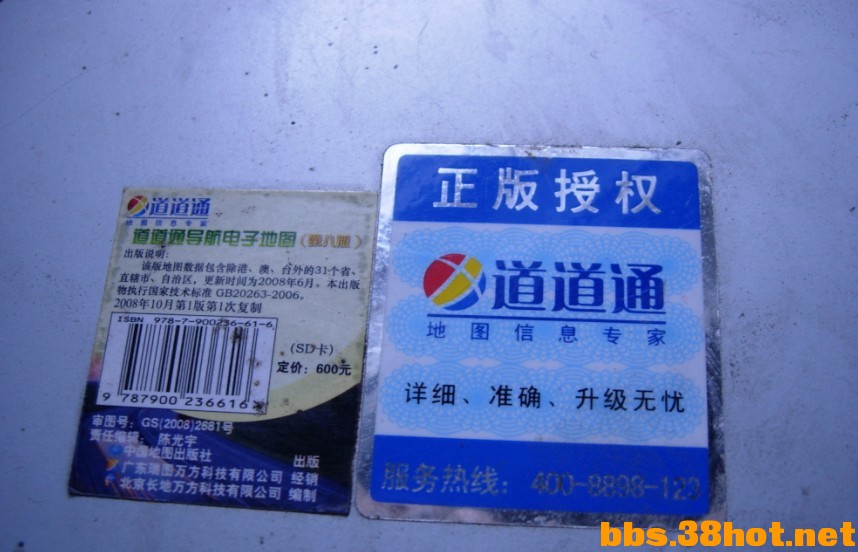 道道通
地图信息专家
道道通导航电子地图(第八版)
出版说明:
该版地图数据包含除港、澳、台外的31个省、
直辖市、自治区，更新时间为2008年6月。本出版
物执行国家技术标准 GB20263-2006。
2008年10月第1版第1次复制
ISBN 978-7-900236-61-6
(SD卡)
定价：600元
9 787900 236616
审图号：GS(2008)2681号
责任编辑：陈光宇
中国地图出版社 出版
广东瑞图万方科技有限公司 经销
北京长地万方科技有限公司 编制
正版授权
道道通
地图信息专家
详细、准确、升级无忧
服务热线：400-8898-123
bbs.38hot.net